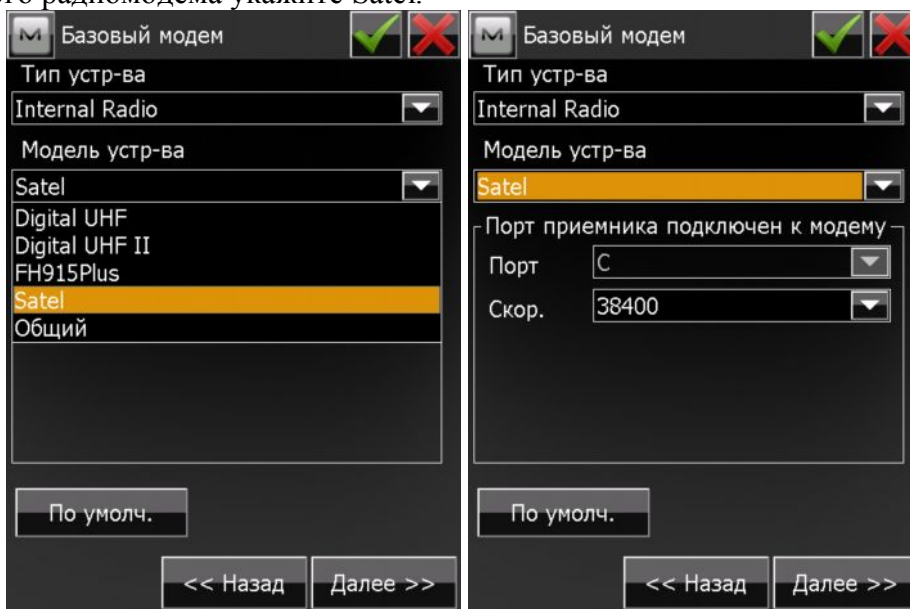 ого радиомодема укажите Satel.
Базовый модем
Тип устр-ва
Internal Radio
Модель устр-ва
Satel
Digital UHF
Digital UHF II
FH915Plus
Satel
Общий
По умолч.
<< Назад
Далее >>
Базовый модем
Тип устр-ва
Internal Radio
Модель устр-ва
Satel
Порт приемника подключен к модему
Порт
C
Скор.
38400
По умолч.
<< Назад
Далее >>